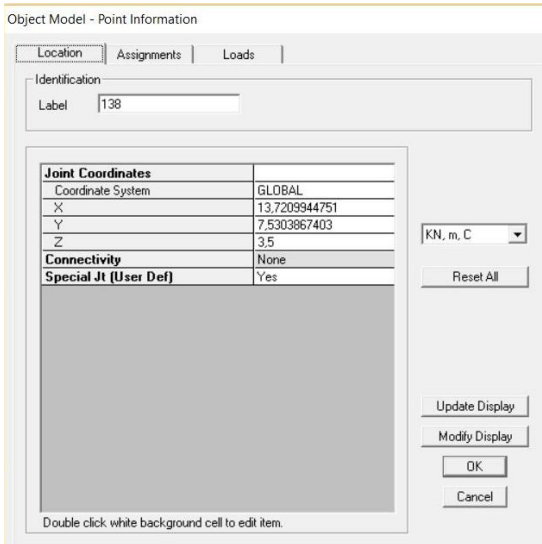 Object Model - Point Information
Location Assignments Loads
Identification
Label 138
Joint Coordinates
Coordinate System GLOBAL
X 13,7209944751
Y 7,5303867403
Z 3,5
Connectivity None
Special Jt (User Def) Yes
KN, m, C
Reset All
Update Display
Modify Display
OK
Cancel
Double click white background cell to edit item.